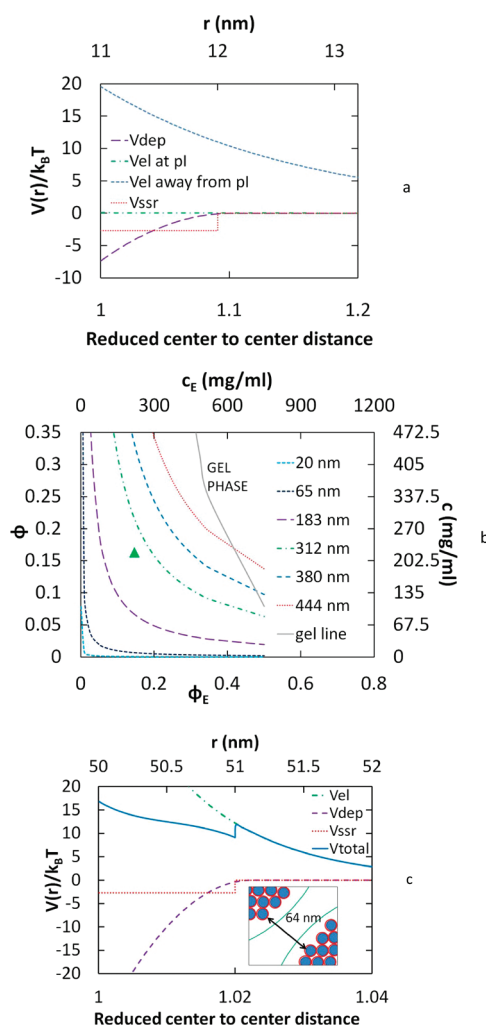 r (nm)
11 12 13
20
15
10
5
0
-5
-10
V(r)/kBT
Vdep
Vel at pI
Vel away from pI
Vssr
1 1.1 1.2
Reduced center to center distance
a
cE (mg/ml)
0 300 600 900 1200
0.35
0.3
0.25
0.2
0.15
0.1
0.05
0
ϕ
GEL
PHASE
20 nm
65 nm
183 nm
312 nm
380 nm
444 nm
gel line
472.5
405
337.5
270
202.5
135
67.5
0
c (mg/ml)
0 0.2 0.4 0.6 0.8
ϕE
b
r (nm)
50 50.5 51 51.5 52
20
15
10
5
0
-5
-10
-15
-20
V(r)/kBT
Vel
Vdep
Vssr
Vtotal
64 nm
1 1.02 1.04
Reduced center to center distance
c